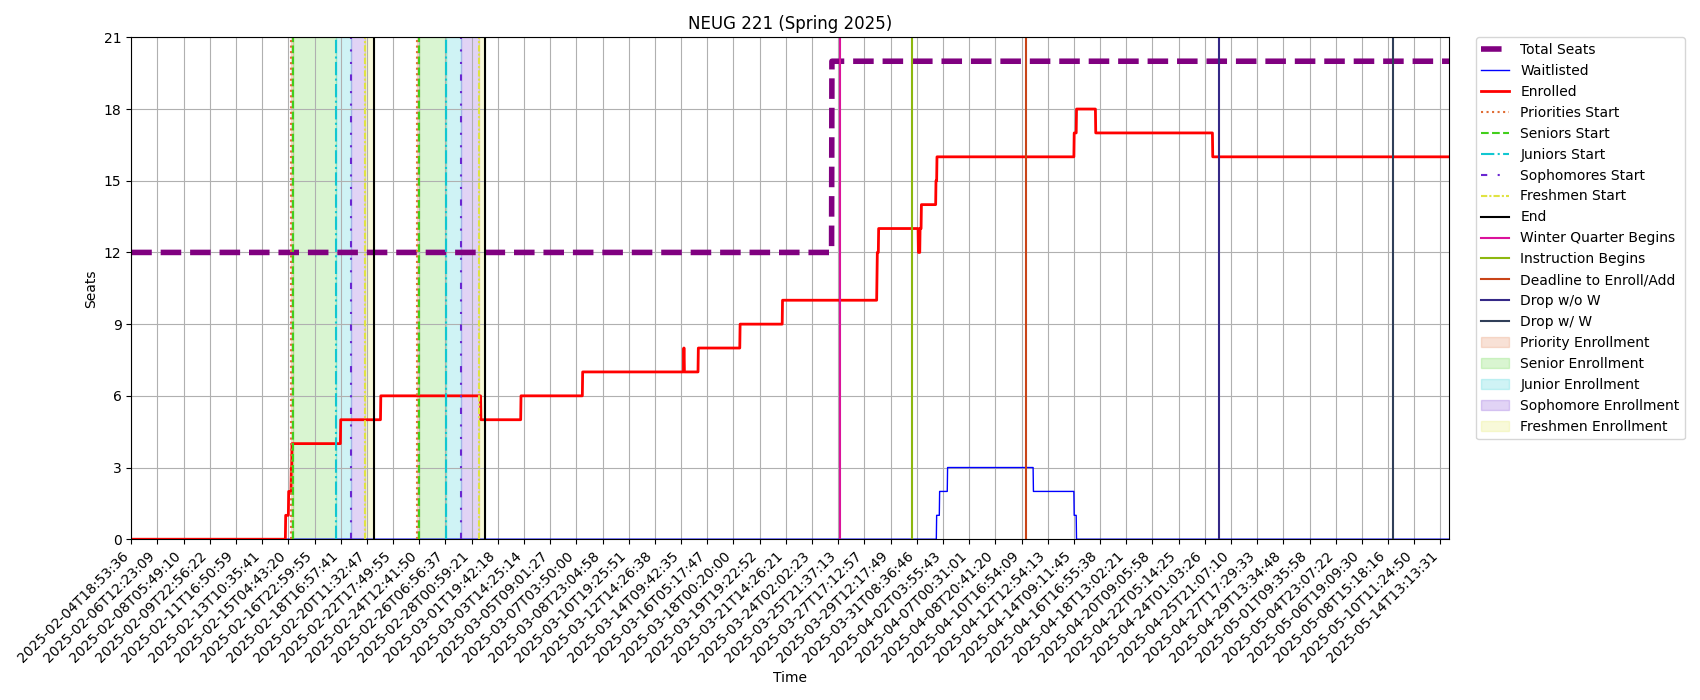 NEUG 221 (Spring 2025)
21
18
15
12
9
6
3
0
Seats
2025-02-04T18:53:36
2025-02-06T12:23:09
2025-02-08T05:49:10
2025-02-09T22:56:22
2025-02-11T16:50:59
2025-02-13T10:35:41
2025-02-15T04:43:20
2025-02-16T22:59:55
2025-02-18T16:57:41
2025-02-20T11:32:47
2025-02-22T17:49:55
2025-02-24T12:41:50
2025-02-26T06:56:37
2025-02-28T00:59:21
2025-03-01T19:42:18
2025-03-03T14:25:14
2025-03-05T09:01:27
2025-03-07T03:50:00
2025-03-08T23:04:58
2025-03-10T19:25:51
2025-03-12T14:26:38
2025-03-14T09:42:35
2025-03-16T05:17:47
2025-03-18T00:20:00
2025-03-19T19:22:52
2025-03-21T14:26:21
2025-03-24T02:02:23
2025-03-25T21:37:13
2025-03-27T17:12:57
2025-03-29T12:17:49
2025-03-31T08:36:46
2025-04-02T03:55:43
2025-04-07T00:31:01
2025-04-08T20:41:20
2025-04-10T16:54:09
2025-04-12T12:54:13
2025-04-14T09:11:45
2025-04-16T16:55:38
2025-04-18T13:02:21
2025-04-20T09:05:58
2025-04-22T05:14:25
2025-04-24T01:03:26
2025-04-25T21:07:10
2025-04-27T17:29:33
2025-04-29T13:34:48
2025-05-01T09:35:58
2025-05-04T23:07:22
2025-05-06T19:09:30
2025-05-08T15:18:16
2025-05-10T11:24:50
2025-05-14T13:13:31
Time
Total Seats
Waitlisted
Enrolled
Priorities Start
Seniors Start
Juniors Start
Sophomores Start
Freshmen Start
End
Winter Quarter Begins
Instruction Begins
Deadline to Enroll/Add
Drop w/o W
Drop w/ W
Priority Enrollment
Senior Enrollment
Junior Enrollment
Sophomore Enrollment
Freshmen Enrollment